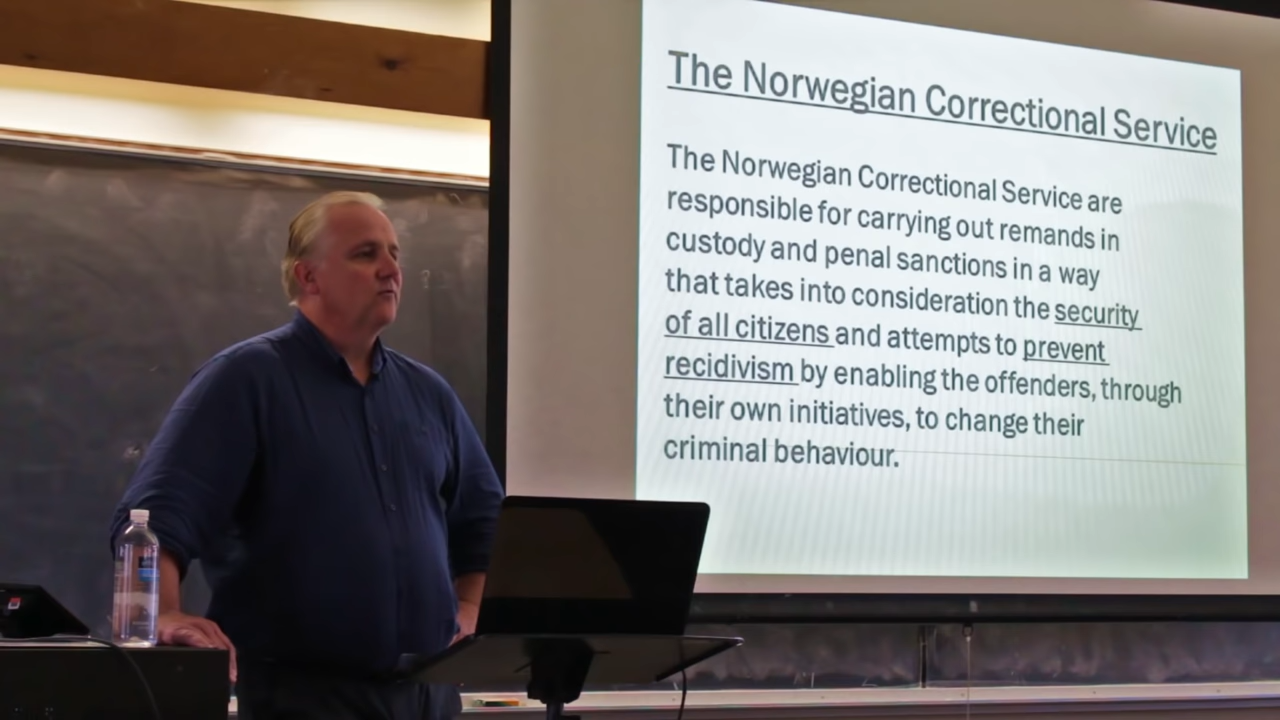 The Norwegian Correctional Service
The Norwegian Correctional Service are
responsible for carrying out remands in
custody and penal sanctions in a way
that takes into consideration the security
of all citizens and attempts to prevent
recidivism by enabling the offenders, through
their own initiatives, to change their
criminal behaviour.